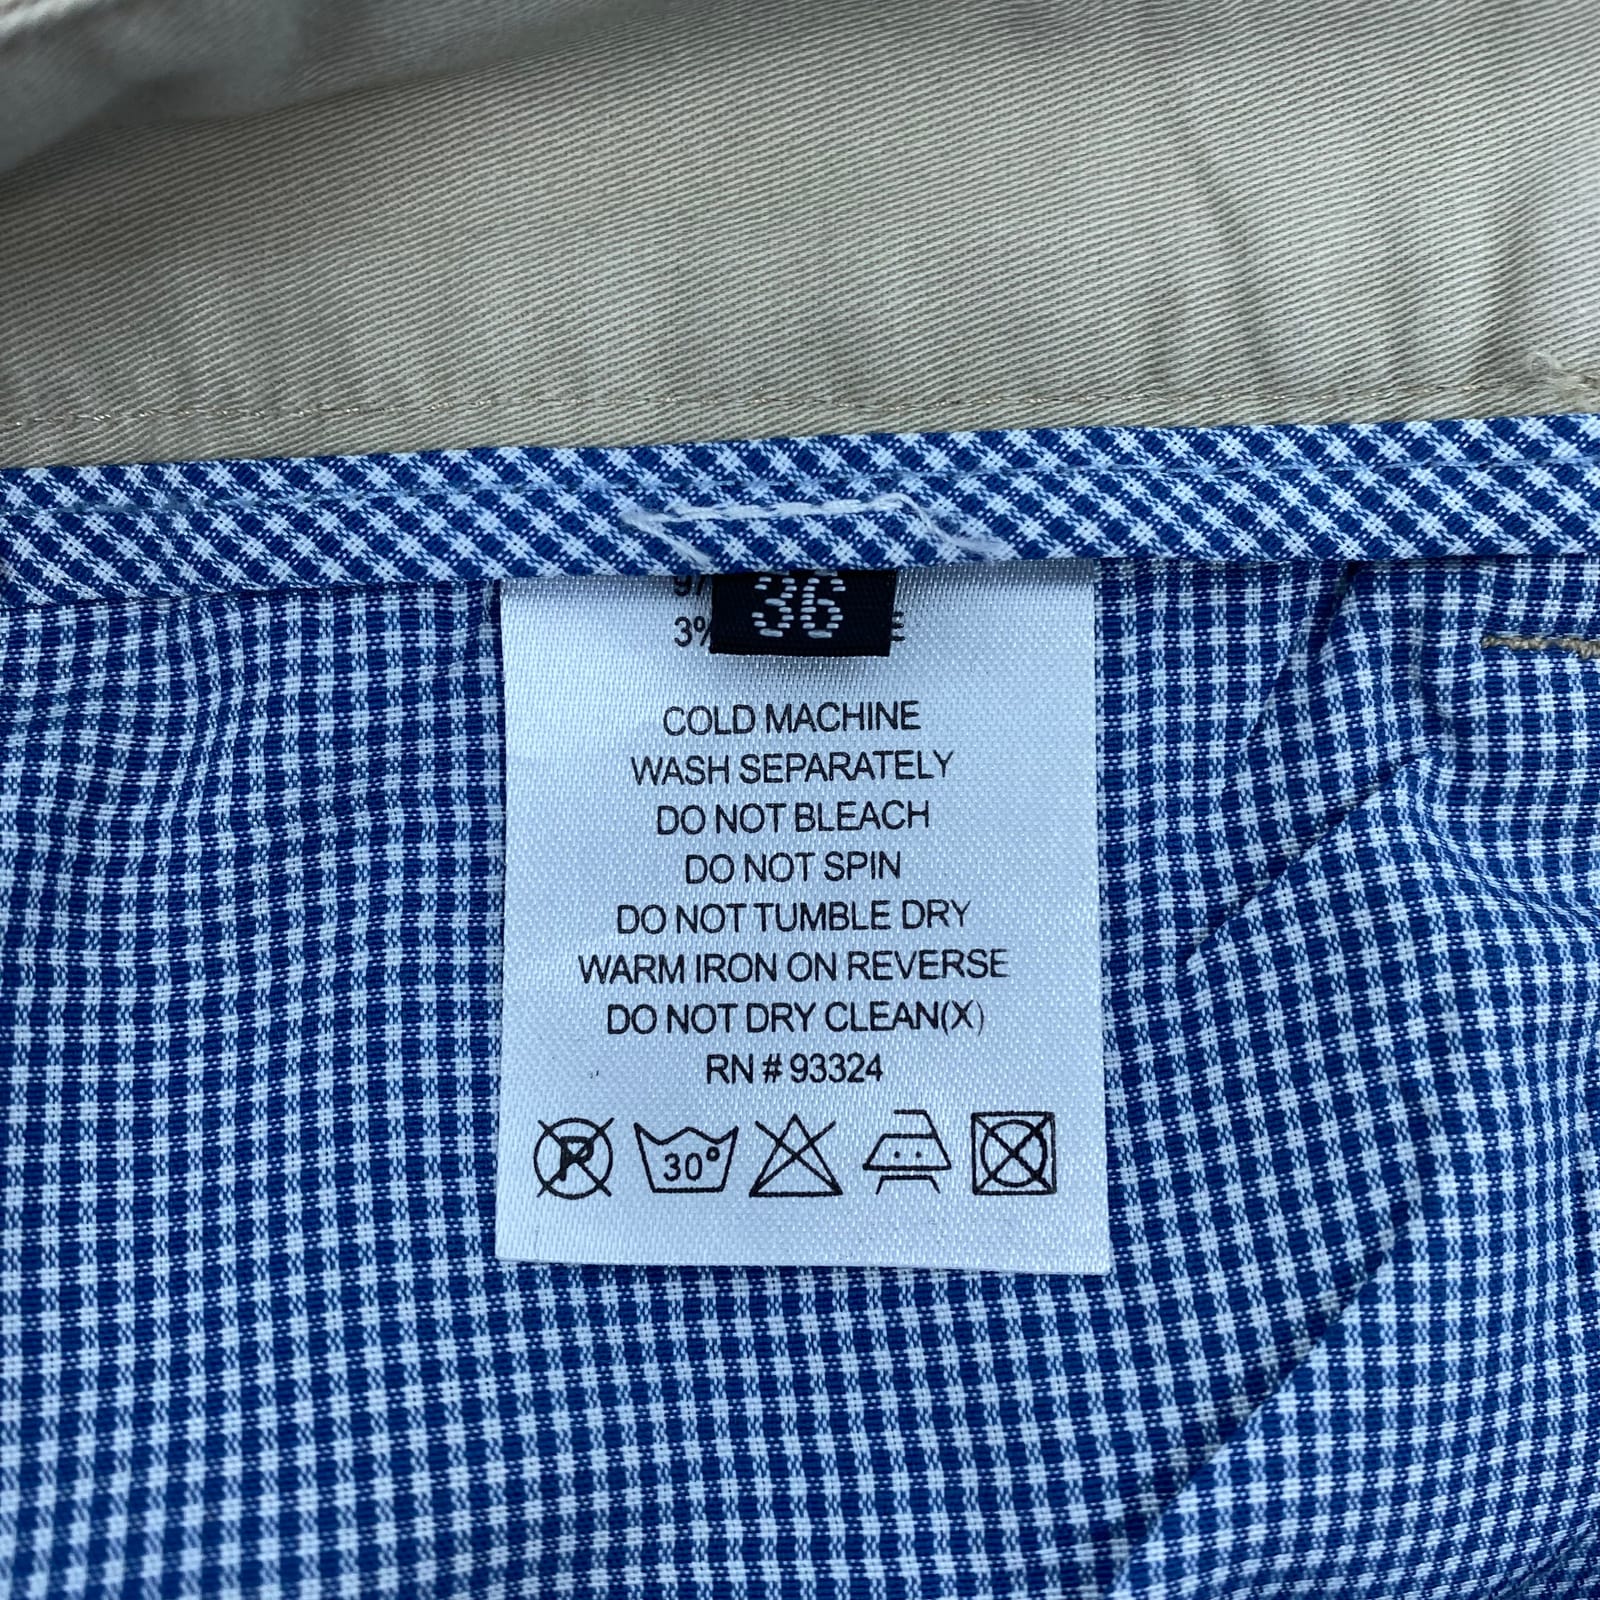 36
3%
COLD MACHINE
WASH SEPARATELY
DO NOT BLEACH
DO NOT SPIN
DO NOT TUMBLE DRY
WARM IRON ON REVERSE
DO NOT DRY CLEAN(X)
RN # 93324
P 30°